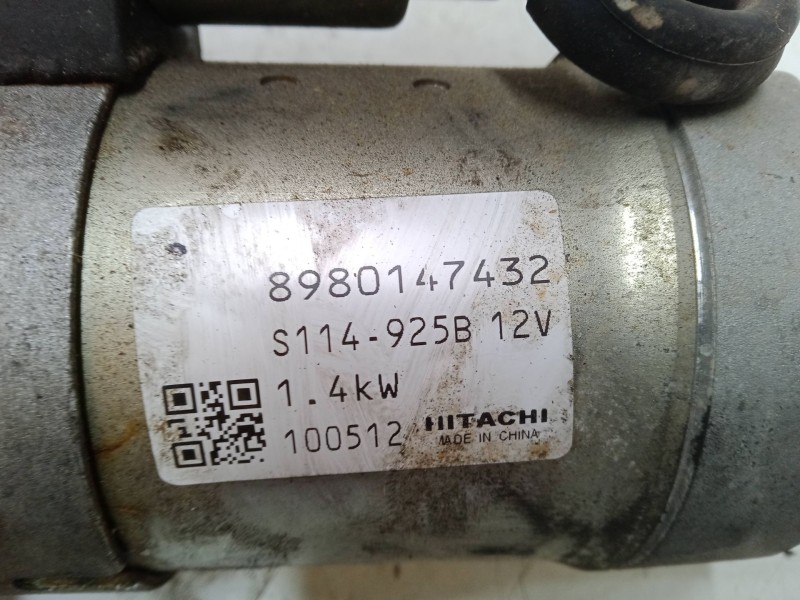 8980147432
S114-925B 12V
1.4kW
100512 HITACHI
MADE IN CHINA